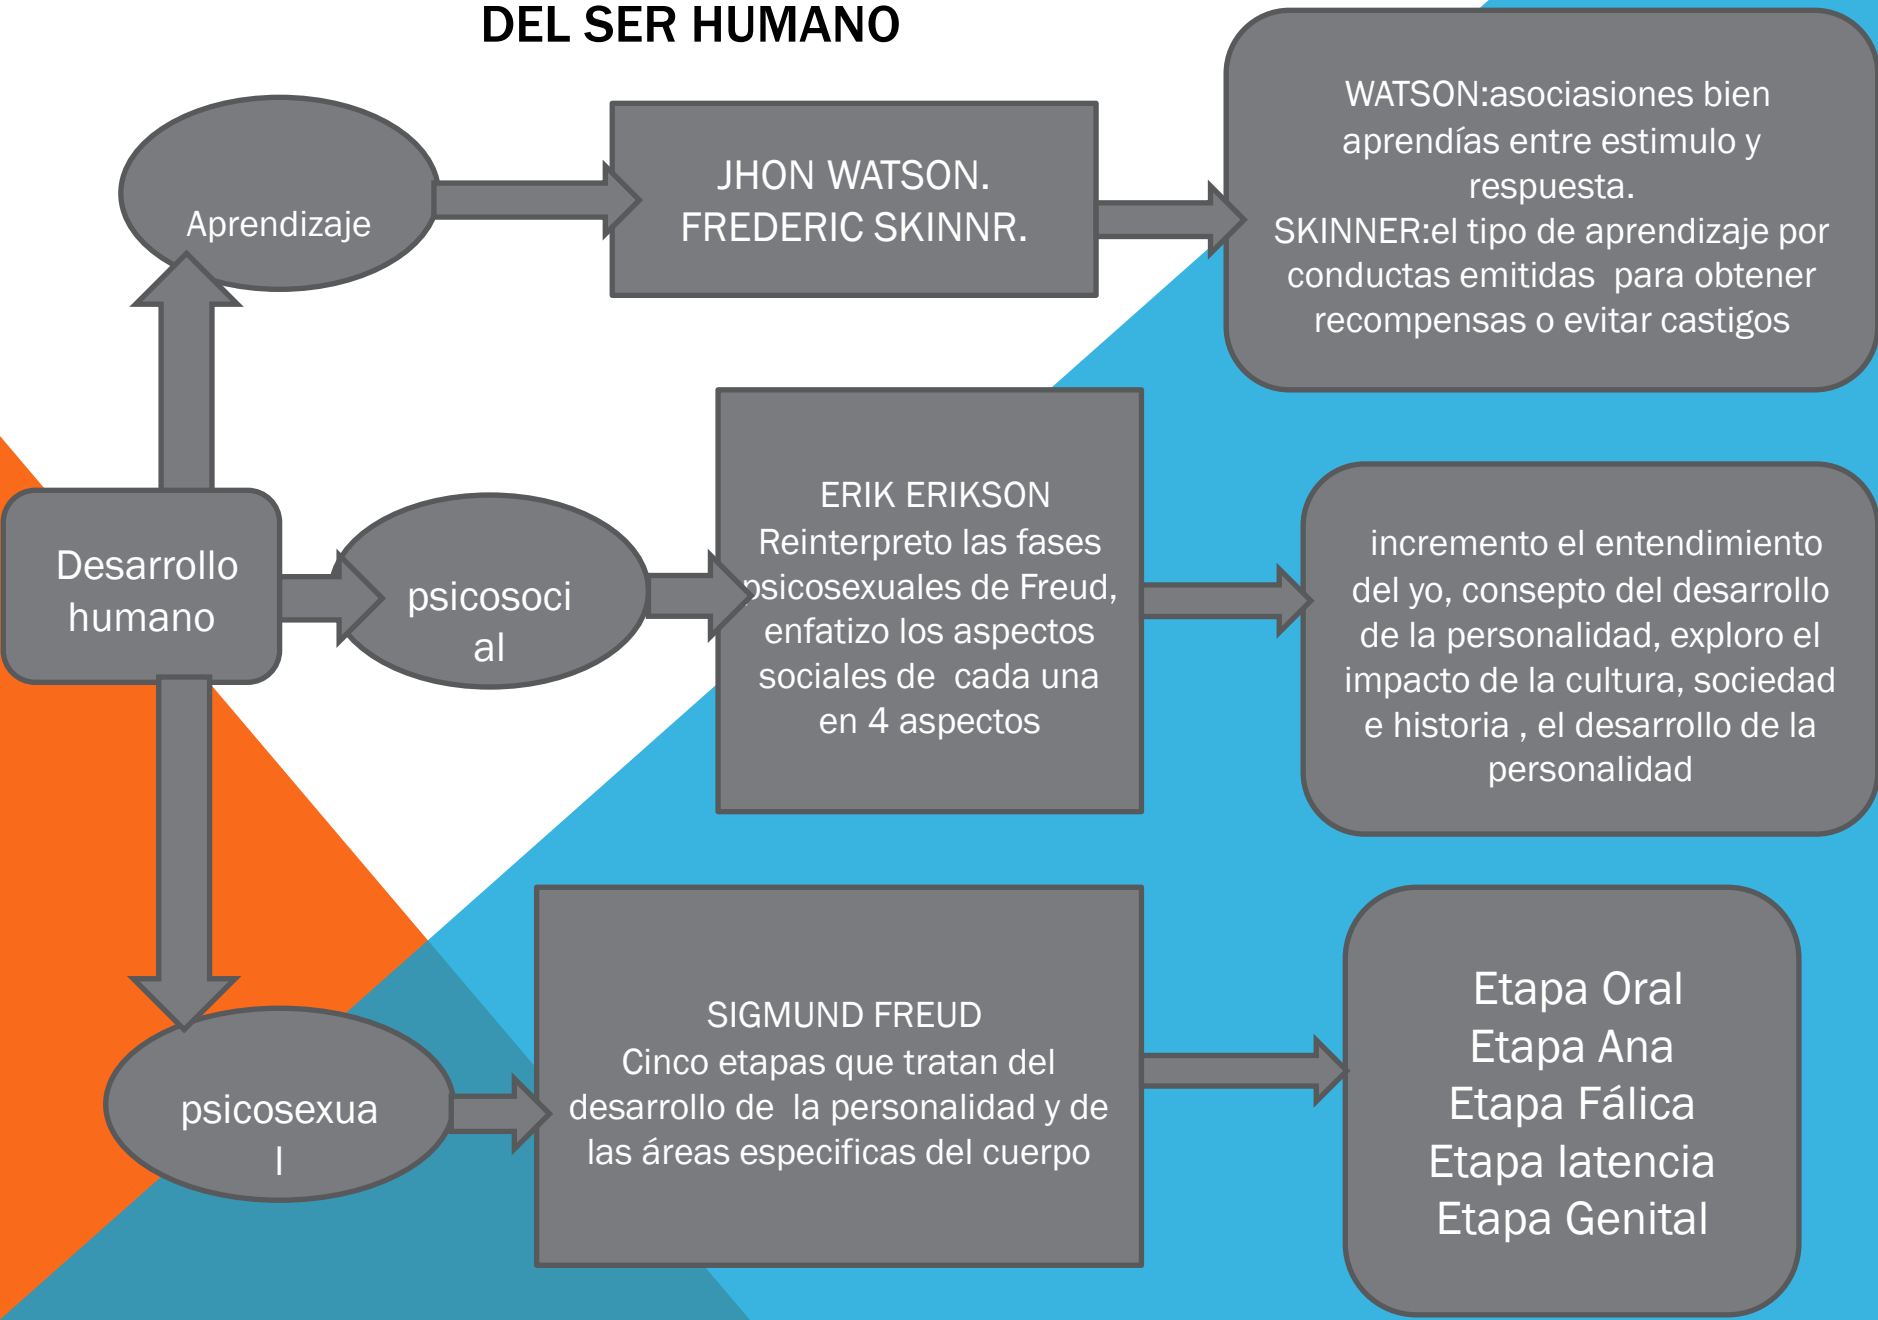 DEL SER HUMANO
Aprendizaje
JHON WATSON.
FREDERIC SKINNR.
WATSON:asociasiones bien
aprendías entre estimulo y
respuesta.
SKINNER:el tipo de aprendizaje por
conductas emitidas para obtener
recompensas o evitar castigos
Desarrollo
humano
psicosoci
al
ERIK ERIKSON
Reinterpreto las fases
psicosexuales de Freud,
enfatizo los aspectos
sociales de cada una
en 4 aspectos
incremento el entendimiento
del yo, consepto del desarrollo
de la personalidad, exploro el
impacto de la cultura, sociedad
e historia , el desarrollo de la
personalidad
psicosexua
l
SIGMUND FREUD
Cinco etapas que tratan del
desarrollo de la personalidad y de
las áreas especificas del cuerpo
Etapa Oral
Etapa Ana
Etapa Fálica
Etapa latencia
Etapa Genital